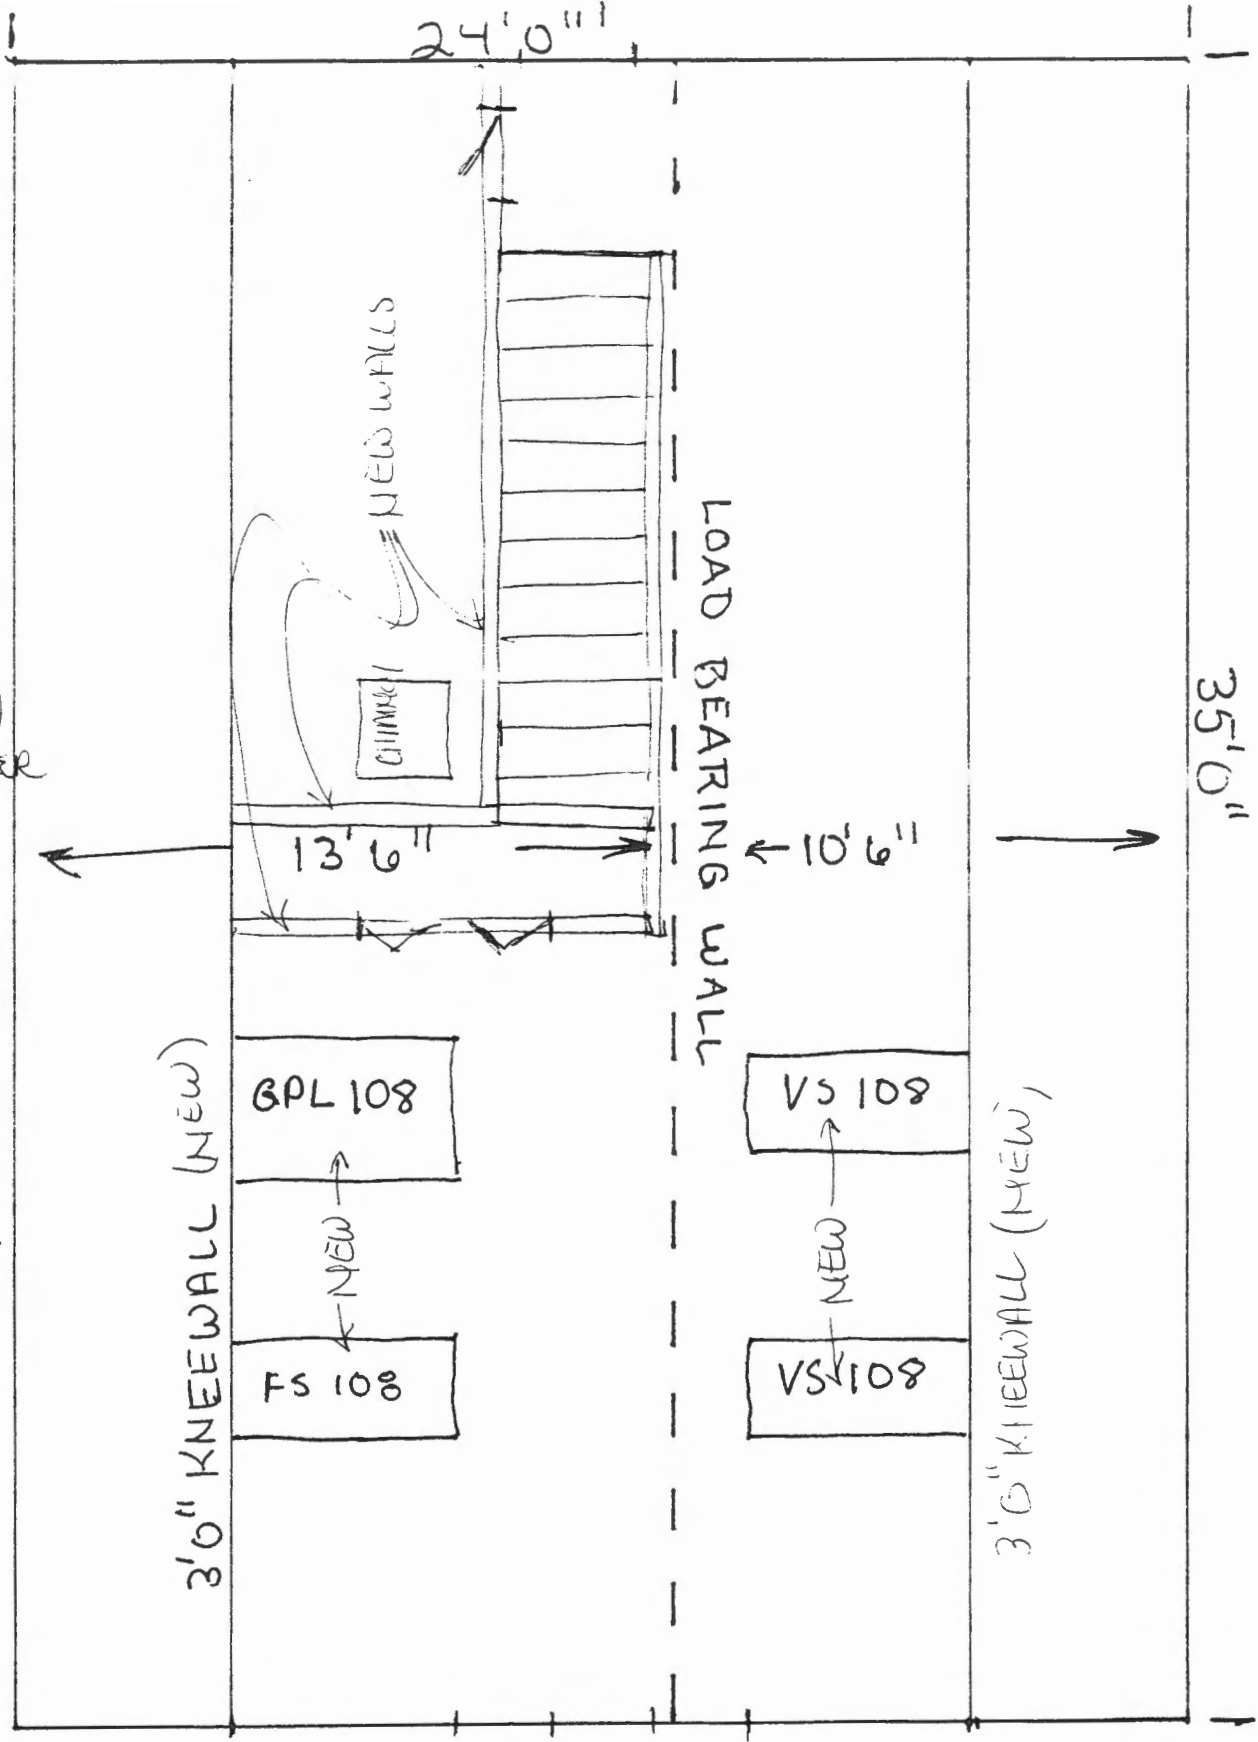 24'0"
35'0"
NEW WALLS
CHIMNEY
LOAD BEARING WALL
13'6"
10'6"
3'0" KNEEWALL (NEW)
GPL 108
NEW
FS 108
VS 108
NEW
VS 108
3'0" KNEEWALL (NEW)